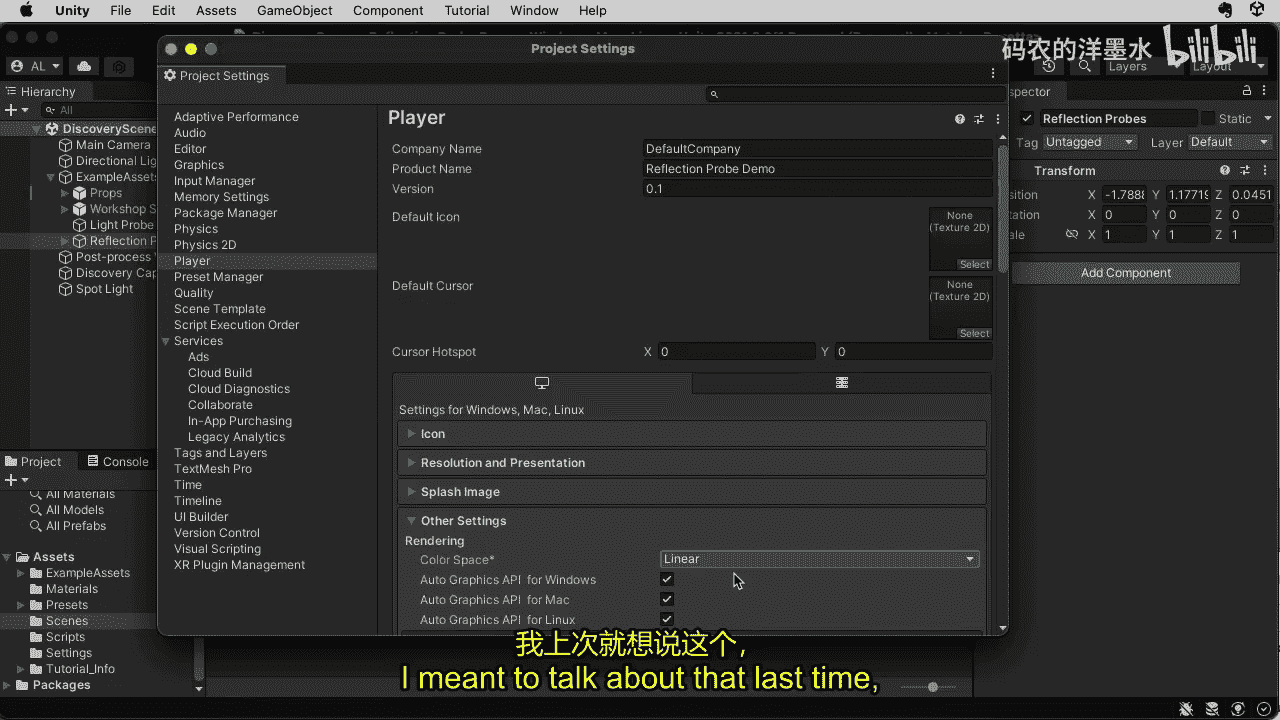 Unity File Edit Assets GameObject Component Tutorial Window Help
Project Settings
码农的洋墨水 bilibili
AL
Layers
Layout
Hierarchy
Project Settings
spector
All
DiscoveryScene
Main Camera
Directional Lig
ExampleAssets
Props
Workshop S
Light Probe
Reflection P
Post-process
Discovery Cap
Spot Light
Adaptive Performance
Audio
Editor
Graphics
Input Manager
Memory Settings
Package Manager
Physics
Physics 2D
Player
Preset Manager
Quality
Scene Template
Script Execution Order
Services
Ads
Cloud Build
Cloud Diagnostics
Collaborate
In-App Purchasing
Legacy Analytics
Tags and Layers
TextMesh Pro
Time
Timeline
UI Builder
Version Control
Visual Scripting
XR Plugin Management
Player
Company Name DefaultCompany
Product Name Reflection Probe Demo
Version 0.1
Default Icon
None
(Texture 2D)
Select
Default Cursor
None
(Texture 2D)
Select
Cursor Hotspot X 0 Y 0
Settings for Windows, Mac, Linux
Icon
Resolution and Presentation
Splash Image
Other Settings
Rendering
Color Space* Linear
Auto Graphics API for Windows
Auto Graphics API for Mac
Auto Graphics API for Linux
Reflection Probes Static
Tag Untagged Layer Default
Transform
sition X -1.788 Y 1.1771 Z 0.0451
tation X 0 Y 0 Z 0
ale X 1 Y 1 Z 1
Add Component
Project Console
All Materials
All Models
All Prefabs
Assets
ExampleAssets
Materials
Presets
Scenes
Scripts
Settings
Tutorial_Info
Packages
我上次就想说这个，
I meant to talk about that last time,